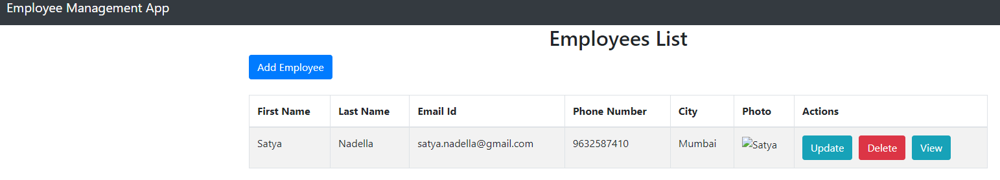 Employee Management App
Employees List
Add Employee
First Name Last Name Email Id Phone Number City Photo Actions
Satya Nadella satya.nadella@gmail.com 9632587410 Mumbai Satya Update Delete View